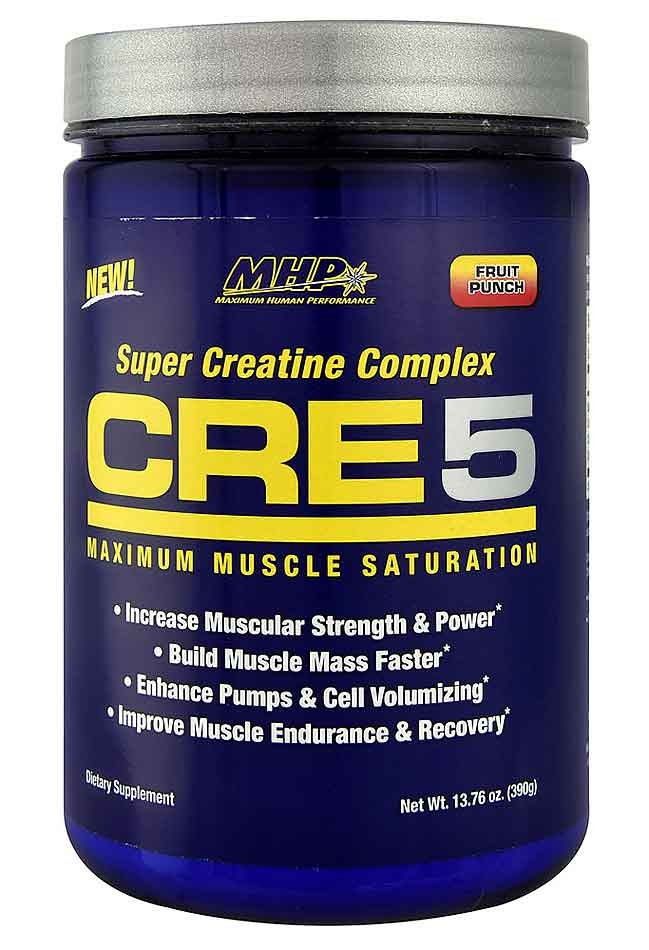 NEW!
MHP
MAXIMUM HUMAN PERFORMANCE
FRUIT
PUNCH
Super Creatine Complex
CRE5
MAXIMUM MUSCLE SATURATION
• Increase Muscular Strength & Power*
• Build Muscle Mass Faster*
• Enhance Pumps & Cell Volumizing*
• Improve Muscle Endurance & Recovery*
Dietary Supplement
Net Wt. 13.76 oz. (390g)